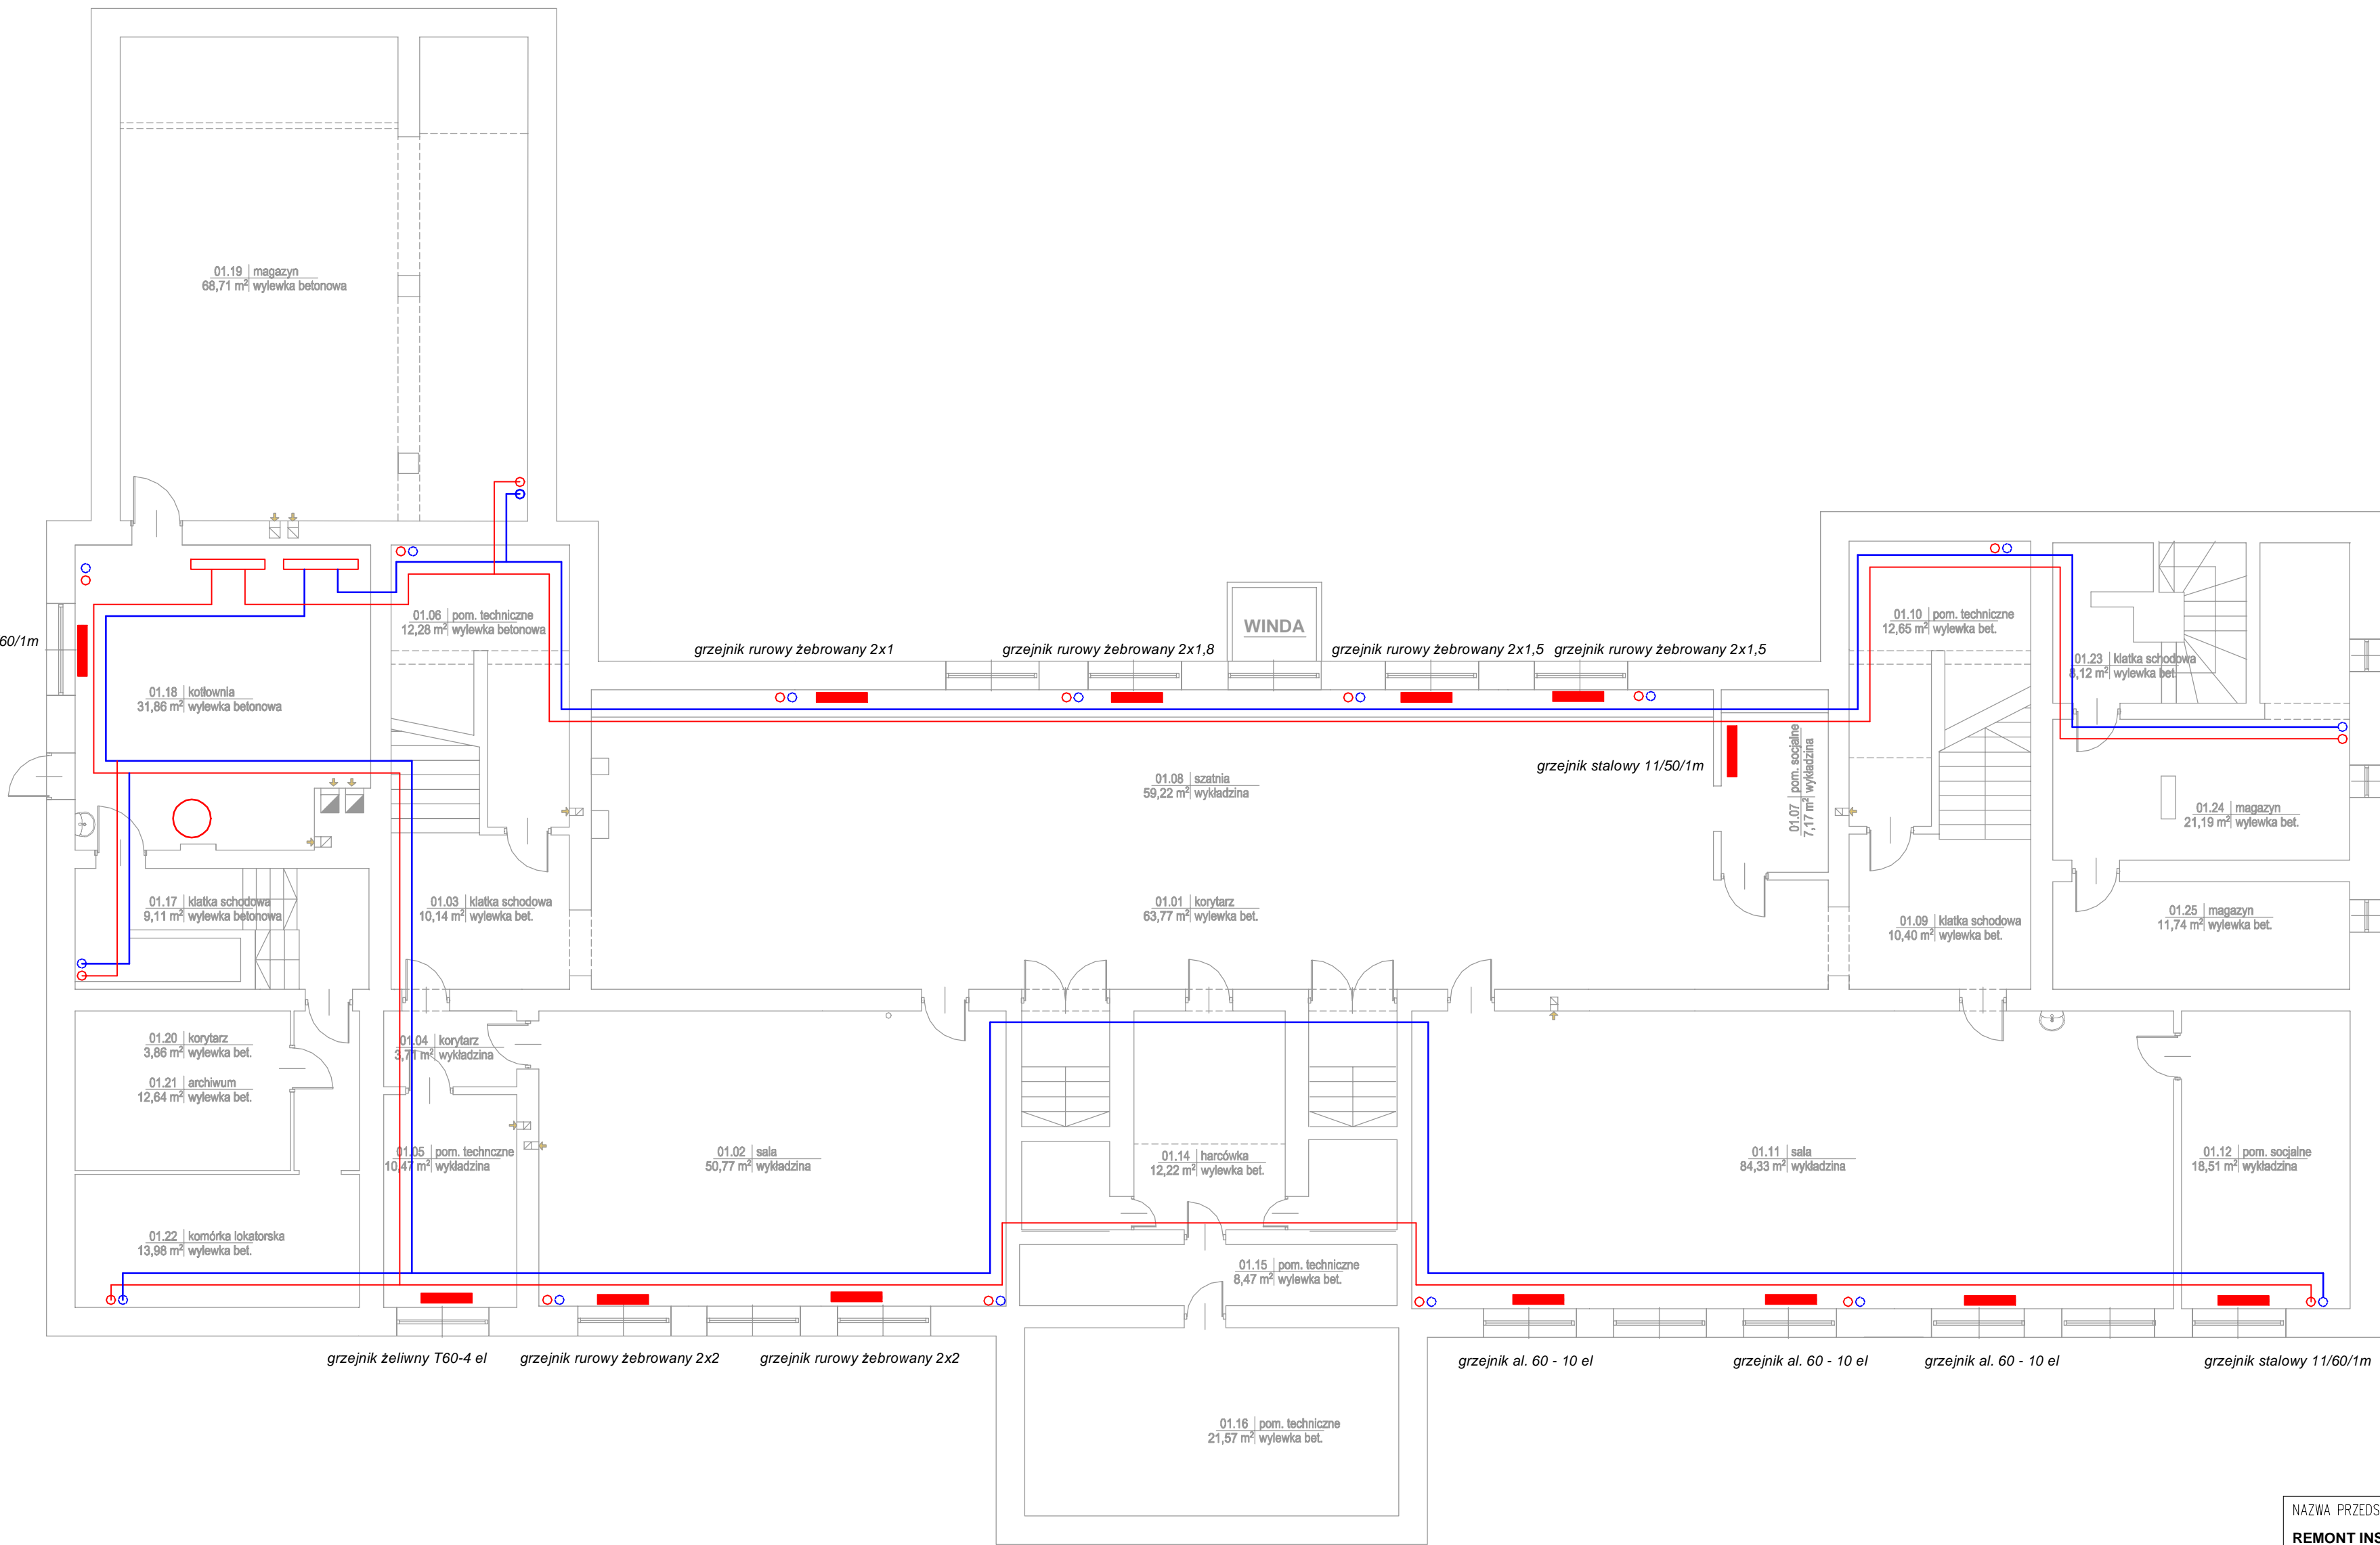 01.19 magazyn
68,71 m² wylewka betonowa
01.06 pom. techniczne
12,28 m² wylewka betonowa
WINDA
01.10 pom. techniczne
12,65 m² wylewka bet.
60/1m
grzejnik rurowy żebrowany 2x1
grzejnik rurowy żebrowany 2x1,8
grzejnik rurowy żebrowany 2x1,5
grzejnik rurowy żebrowany 2x1,5
01.23 klatka schodowa
8,12 m² wylewka bet.
01.18 kotłownia
31,86 m² wylewka betonowa
grzejnik stalowy 11/50/1m
01.07 pom. socjalne
7,17 m² wykładzina
01.08 szatnia
59,22 m² wykładzina
01.24 magazyn
21,19 m² wylewka bet.
01.17 klatka schodowa
9,11 m² wylewka betonowa
01.03 klatka schodowa
10,14 m² wylewka bet.
01.01 korytarz
63,77 m² wylewka bet.
01.09 klatka schodowa
10,40 m² wylewka bet.
01.25 magazyn
11,74 m² wylewka bet.
01.20 korytarz
3,86 m² wylewka bet.
01.04 korytarz
3,71 m² wykładzina
01.21 archiwum
12,64 m² wylewka bet.
01.05 pom. technczne
10,47 m² wykładzina
01.02 sala
50,77 m² wykładzina
01.14 harcówka
12,22 m² wylewka bet.
01.11 sala
84,33 m² wykładzina
01.12 pom. socjalne
18,51 m² wykładzina
01.22 komórka lokatorska
13,98 m² wylewka bet.
01.15 pom. techniczne
8,47 m² wylewka bet.
grzejnik żeliwny T60-4 el
grzejnik rurowy żebrowany 2x2
grzejnik rurowy żebrowany 2x2
grzejnik al. 60 - 10 el
grzejnik al. 60 - 10 el
grzejnik al. 60 - 10 el
grzejnik stalowy 11/60/1m
01.16 pom. techniczne
21,57 m² wylewka bet.
NAZWA PRZEDS
REMONT INS